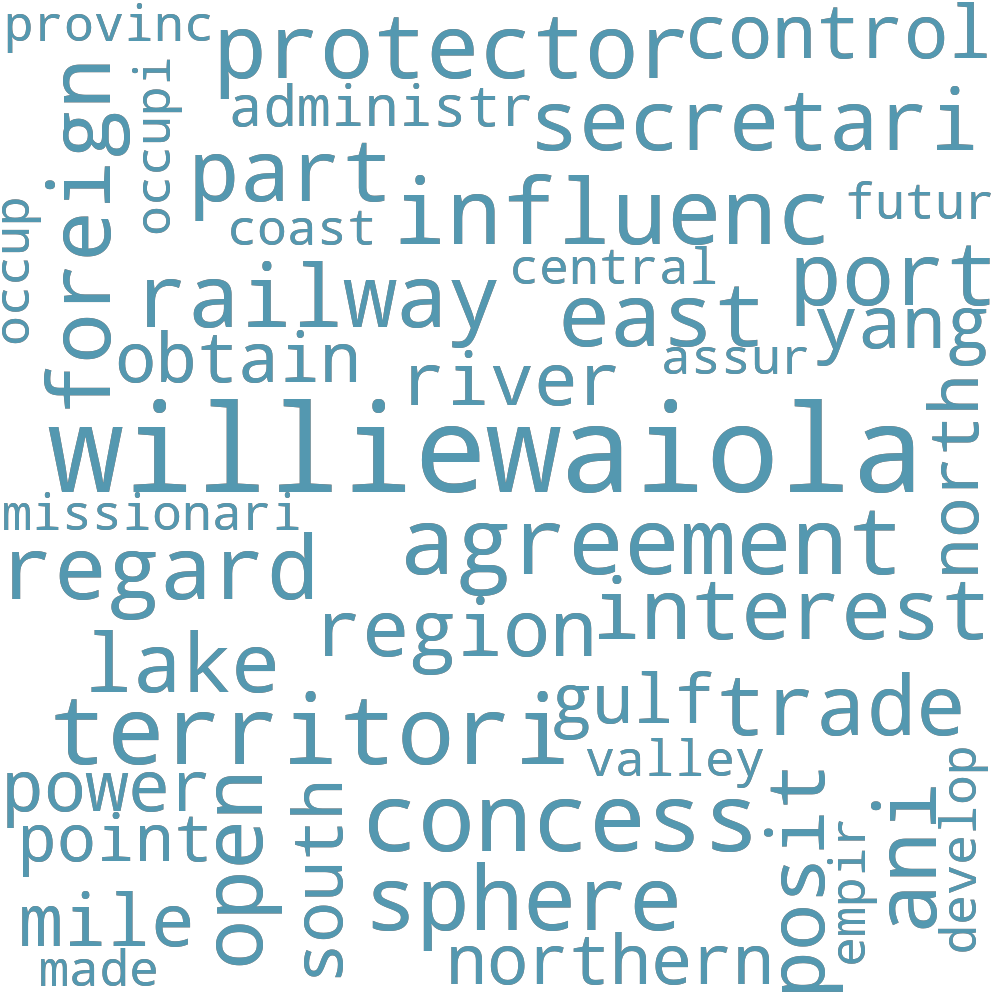 provinc
protector
control
foreign
occupi
administr
secretari
part
influenc
futur
occup
coast
central
port
railway
east
yang
obtain
assur
river
north
williewaiola
missionari
agreement
regard
interest
region
lake
gulf
trade
territori
valley
power
open
south
concess
posit
ani
develop
point
empir
mile
sphere
made
northern